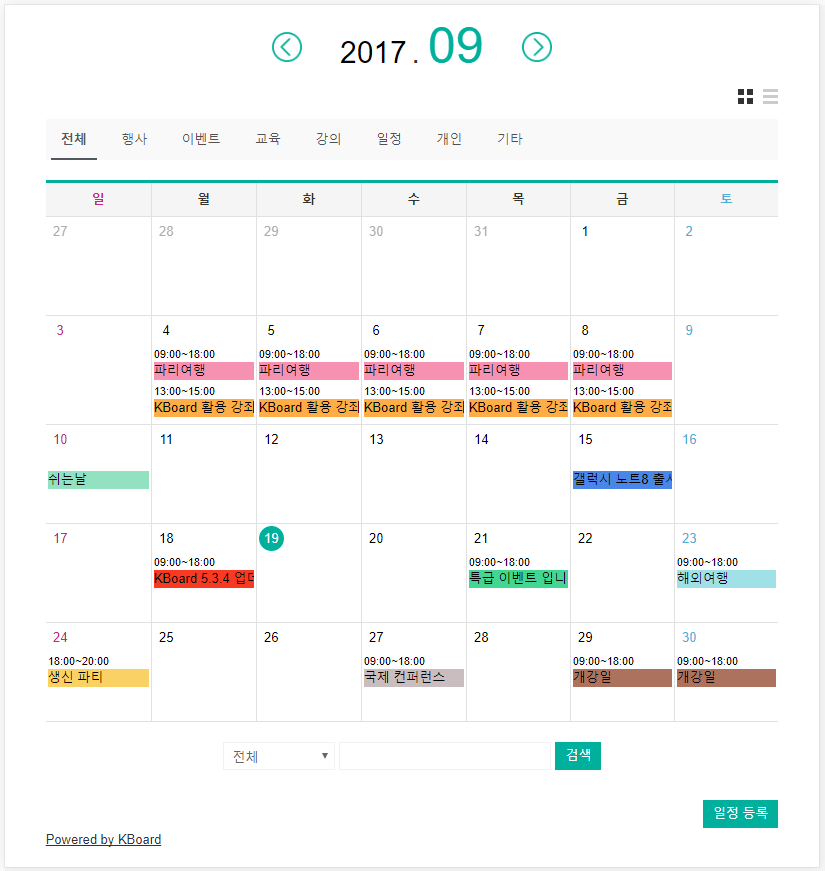 2017 . 09
전체 행사 이벤트 교육 강의 일정 개인 기타
일 월 화 수 목 금 토
27 28 29 30 31 1 2
3 4 5 6 7 8 9
09:00~18:00 09:00~18:00 09:00~18:00 09:00~18:00 09:00~18:00
파리여행 파리여행 파리여행 파리여행 파리여행
13:00~15:00 13:00~15:00 13:00~15:00 13:00~15:00 13:00~15:00
KBoard 활용 강좌 KBoard 활용 강좌 KBoard 활용 강좌 KBoard 활용 강좌 KBoard 활용 강좌
10 11 12 13 14 15 16
쉬는날 갤럭시 노트8 출시
17 18 19 20 21 22 23
09:00~18:00 09:00~18:00 09:00~18:00
KBoard 5.3.4 업데 특급 이벤트 입니 해외여행
24 25 26 27 28 29 30
18:00~20:00 09:00~18:00 09:00~18:00 09:00~18:00
생신 파티 국제 컨퍼런스 개강일 개강일
전체 검색
일정 등록
Powered by KBoard